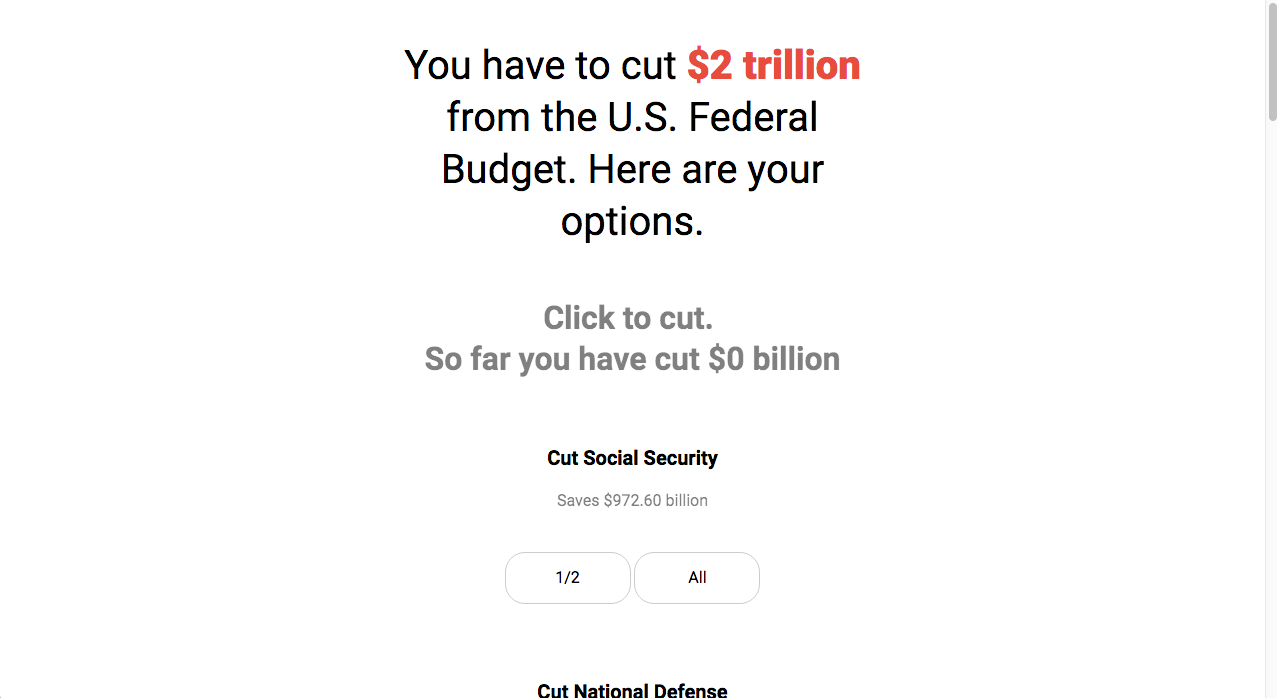 You have to cut $2 trillion
from the U.S. Federal
Budget. Here are your
options.
Click to cut.
So far you have cut $0 billion
Cut Social Security
Saves $972.60 billion
1/2 All
Cut National Defense